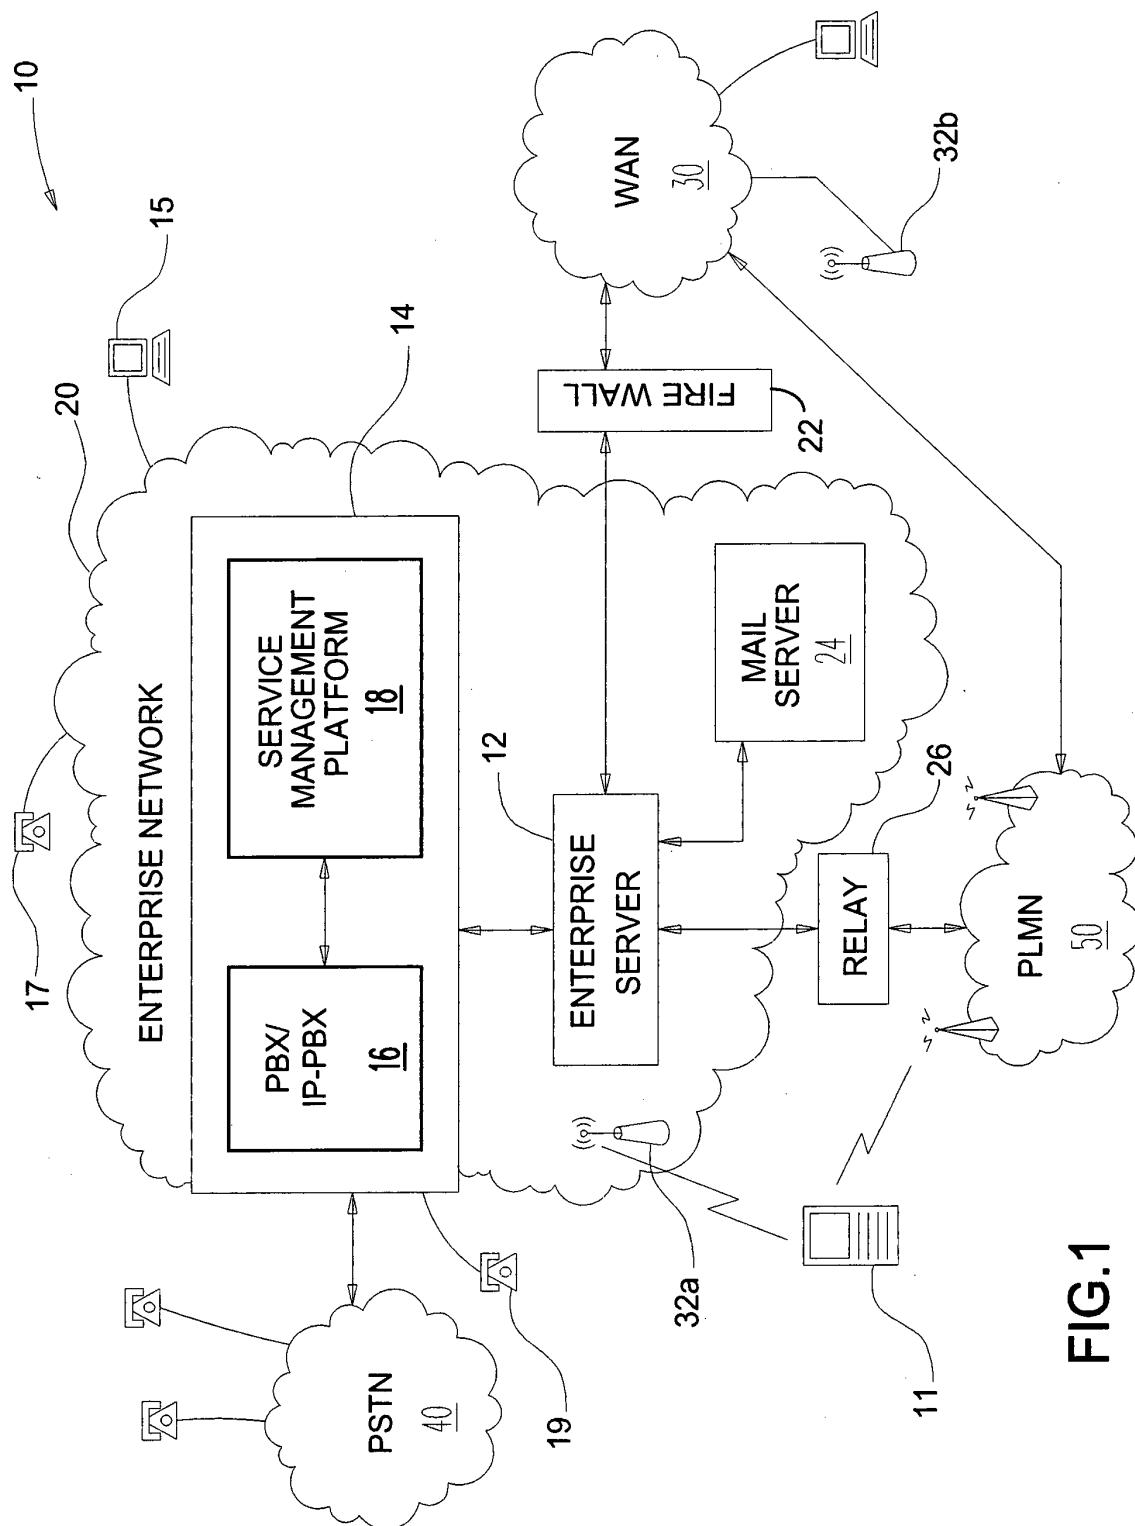 10
20
15
17
ENTERPRISE NETWORK
14
PBX/
IP-PBX
16
SERVICE
MANAGEMENT
PLATFORM
18
PSTN
40
19
12
ENTERPRISE
SERVER
FIRE WALL
22
WAN
30
32b
32a
MAIL
SERVER
24
RELAY
26
PLMN
50
11
FIG.1